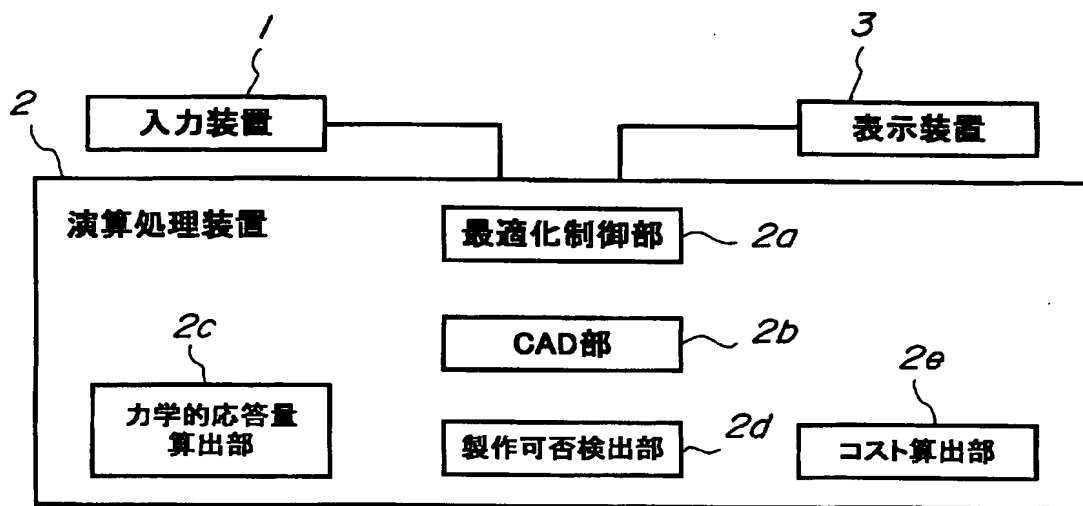 1
3
2
入力装置
表示装置
演算処理装置
最適化制御部
2a
2c
CAD部
2b
2e
力学的応答量
算出部
製作可否検出部
2d
コスト算出部